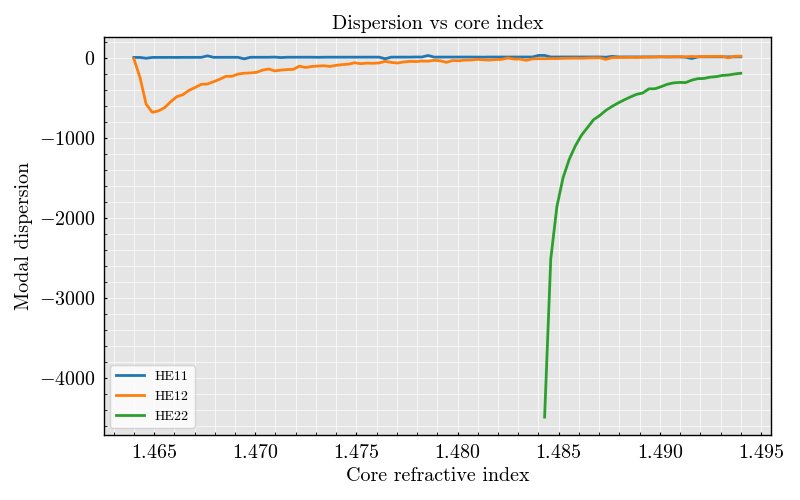 Dispersion vs core index
Modal dispersion
0
−1000
−2000
−3000
−4000
HE11
HE12
HE22
1.465 1.470 1.475 1.480 1.485 1.490 1.495
Core refractive index